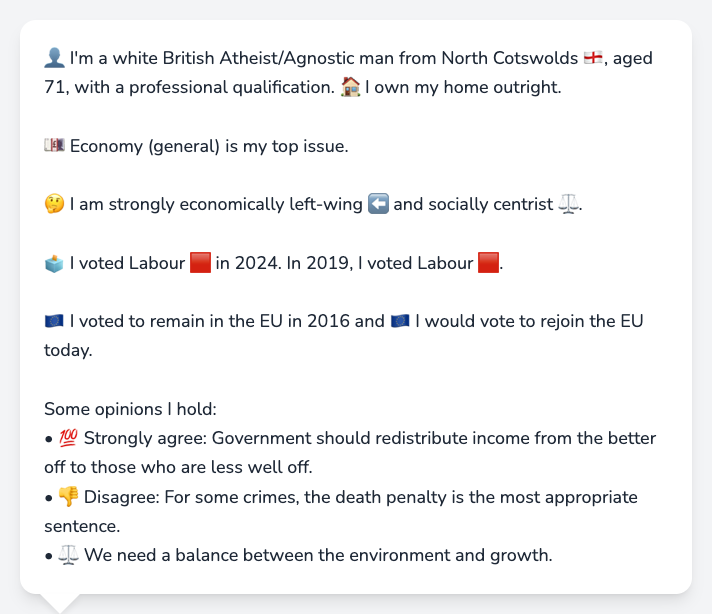 👤 I'm a white British Atheist/Agnostic man from North Cotswolds 🏴󠁧󠁢󠁥󠁮󠁧󠁿, aged
71, with a professional qualification. 🏠 I own my home outright.
💷 Economy (general) is my top issue.
🤔 I am strongly economically left-wing ⬅️ and socially centrist ⚖️.
🗳️ I voted Labour 🟥 in 2024. In 2019, I voted Labour 🟥.
🇪🇺 I voted to remain in the EU in 2016 and 🇪🇺 I would vote to rejoin the EU
today.
Some opinions I hold:
• 💯 Strongly agree: Government should redistribute income from the better
off to those who are less well off.
• 👎 Disagree: For some crimes, the death penalty is the most appropriate
sentence.
• ⚖️ We need a balance between the environment and growth.